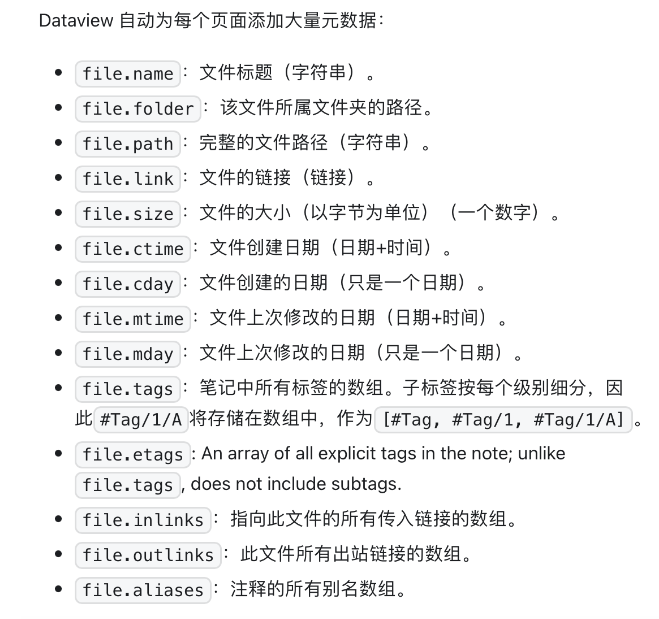 Dataview 自动为每个页面添加大量元数据：
• file.name：文件标题（字符串）。
• file.folder：该文件所属文件夹的路径。
• file.path：完整的文件路径（字符串）。
• file.link：文件的链接（链接）。
• file.size：文件的大小（以字节为单位）（一个数字）。
• file.ctime：文件创建日期（日期+时间）。
• file.cday：文件创建的日期（只是一个日期）。
• file.mtime：文件上次修改的日期（日期+时间）。
• file.mday：文件上次修改的日期（只是一个日期）。
• file.tags：笔记中所有标签的数组。子标签按每个级别细分，因
此 #Tag/1/A 将存储在数组中，作为 [#Tag, #Tag/1, #Tag/1/A] 。
• file.etags: An array of all explicit tags in the note; unlike
file.tags, does not include subtags.
• file.inlinks：指向此文件的所有传入链接的数组。
• file.outlinks：此文件所有出站链接的数组。
• file.aliases：注释的所有别名数组。